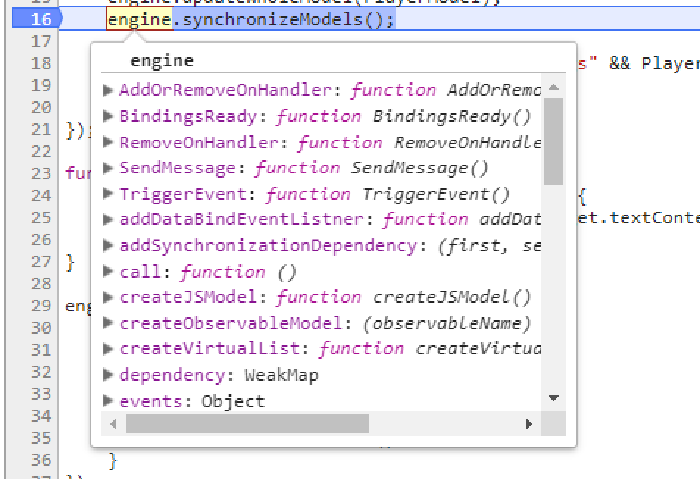 15 engine.updateWholeModel(PlayerModel);
16 engine.synchronizeModels();
17
18 s" && Player
19
20
21 });
22
23 fun
24 {
25 et.textConte
26
27 }
28
29 eng
30
31
32
33
34
35
36 }
37 })
engine
AddOrRemoveOnHandler: function AddOrRemo
BindingsReady: function BindingsReady()
RemoveOnHandler: function RemoveOnHandle
SendMessage: function SendMessage()
TriggerEvent: function TriggerEvent()
addDataBindEventListner: function addDat
addSynchronizationDependency: (first, se
call: function ()
createJSModel: function createJSModel()
createObservableModel: (observableName)
createVirtualList: function createVirtua
dependency: WeakMap
events: Object